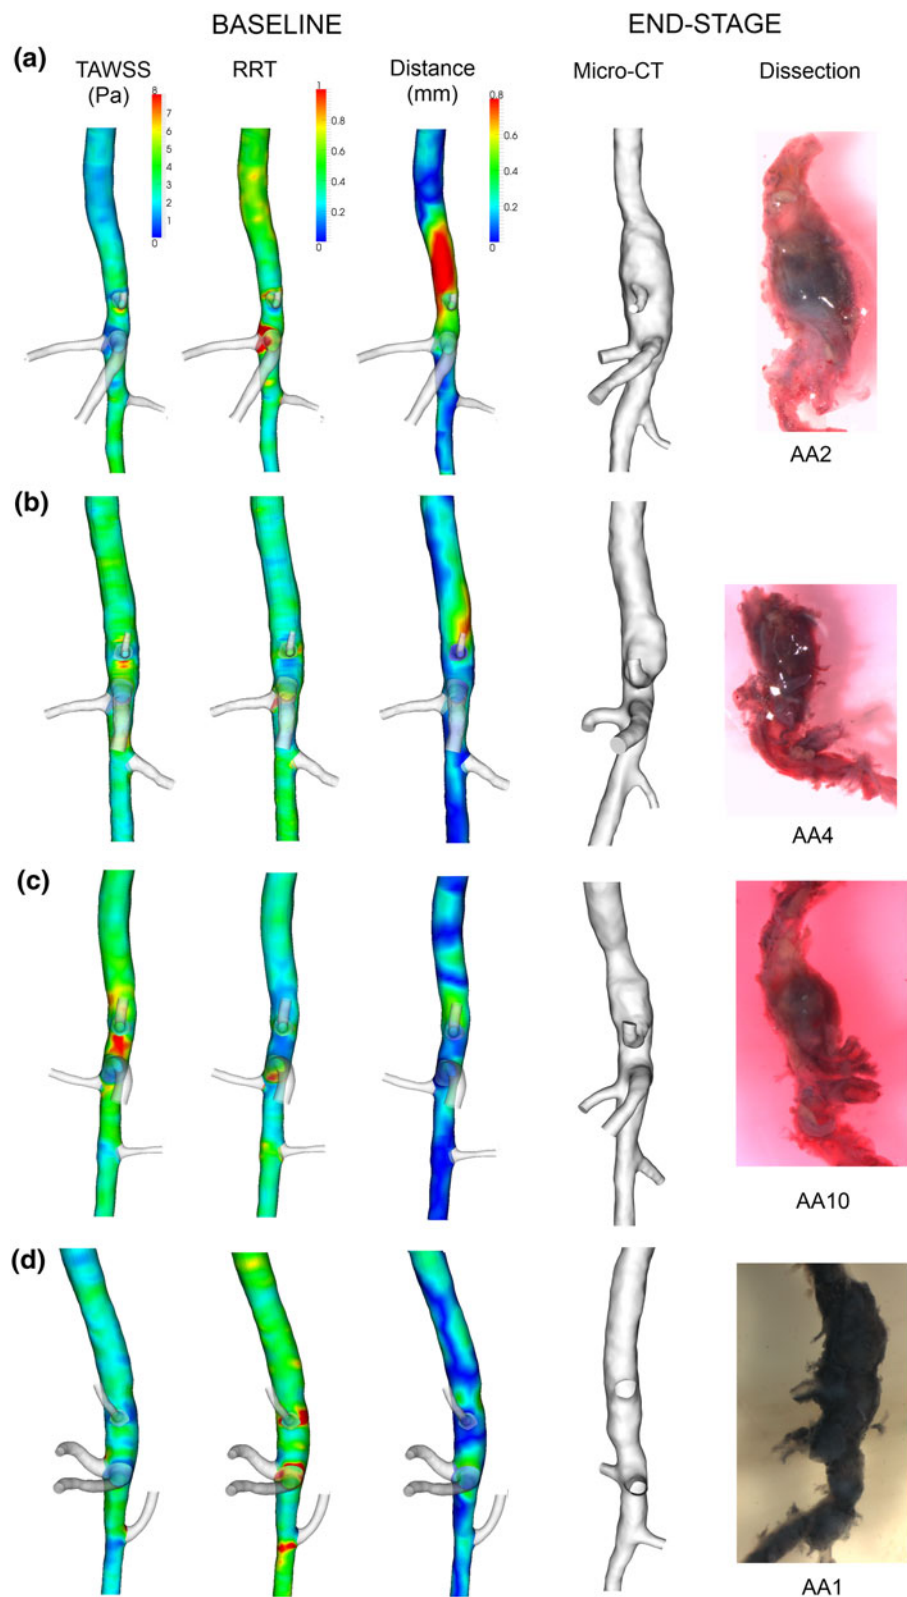 BASELINE END-STAGE
(a)
TAWSS (Pa) RRT Distance (mm) Micro-CT Dissection
8 1 0.8
7
6 0.8 0.6
5
4 0.6 0.4
3 0.4
2
1 0.2 0.2
0 0 0
AA2
(b)
AA4
(c)
AA10
(d)
AA1